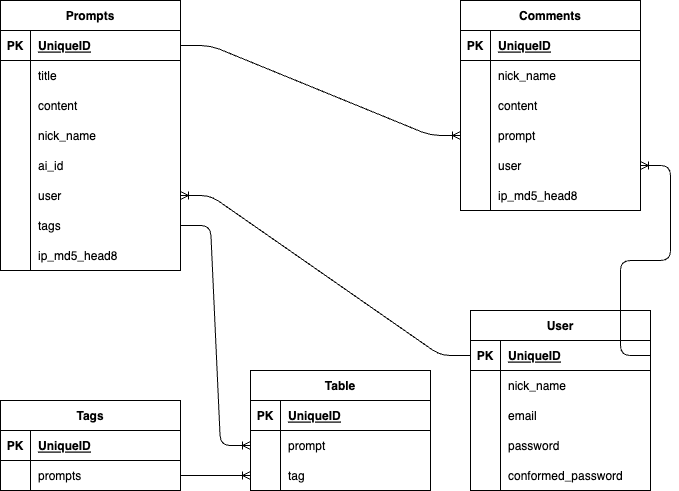 Prompts
PK UniqueID
title
content
nick_name
ai_id
user
tags
ip_md5_head8
Comments
PK UniqueID
nick_name
content
prompt
user
ip_md5_head8
User
PK UniqueID
nick_name
email
password
conformed_password
Table
PK UniqueID
prompt
tag
Tags
PK UniqueID
prompts